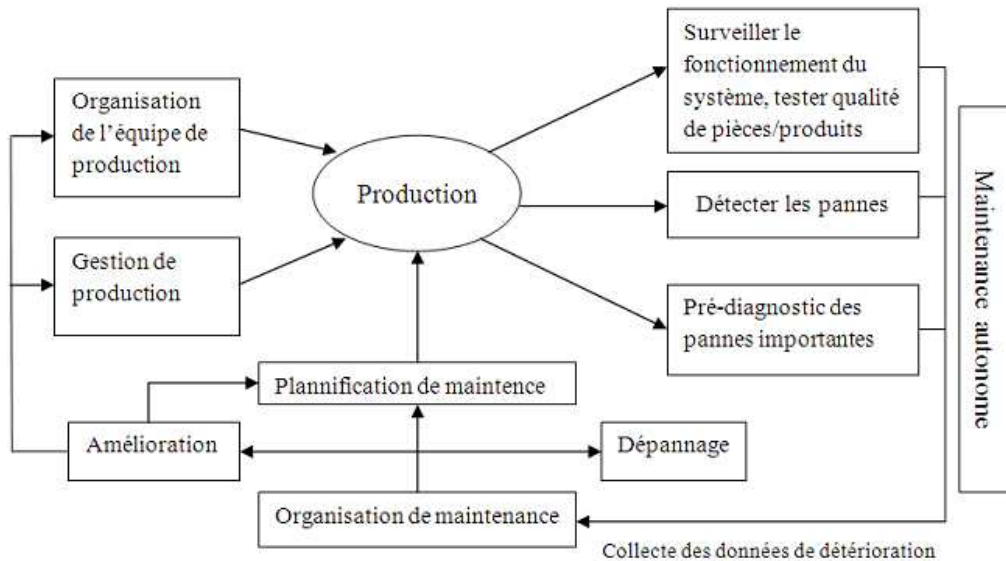 Organisation
de l'équipe de
production
Gestion de
production
Production
Surveiller le
fonctionnement du
système, tester qualité
de pièces/produits
Détecter les pannes
Pré-diagnostic des
pannes importantes
Maintenance autonome
Plannification de maintence
Amélioration
Dépannage
Organisation de maintenance
Collecte des données de détérioration